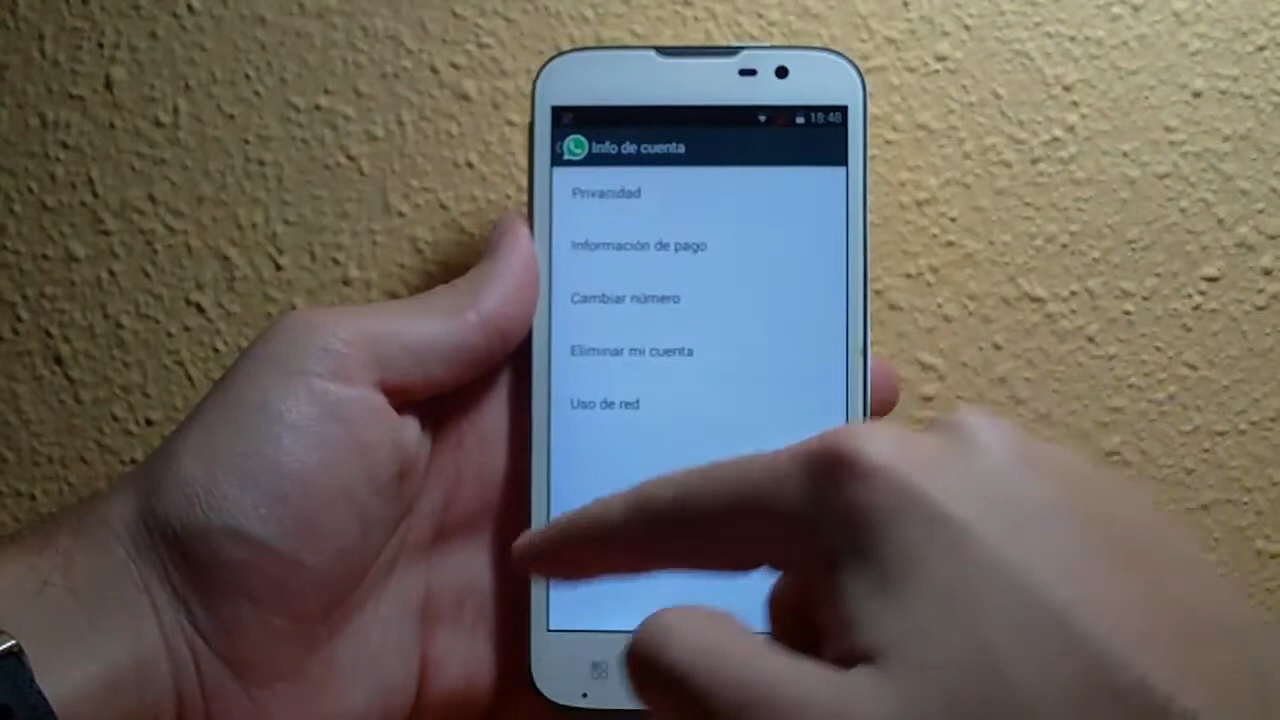 18:48
Info de cuenta
Privacidad
Información de pago
Cambiar número
Eliminar mi cuenta
Uso de red